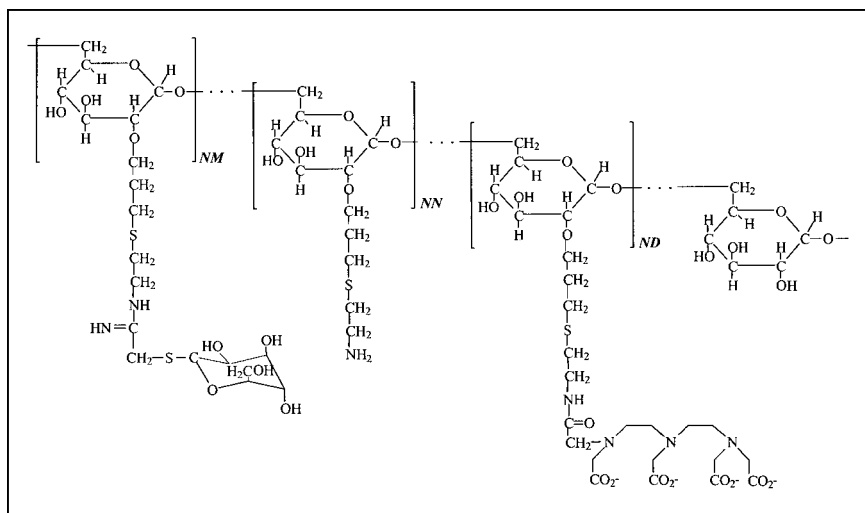 CH₂
C O H
H H
C C O · · · CH₂
OH H
HO C C
H O
NM
CH₂
CH₂
CH₂
S
CH₂
CH₂
NH
HN=C
CH₂ S C
HO OH
H₂COH
O
OH
OH
C O H
H H
C C O · · · CH₂
OH H
HO C C
H O
NN
CH₂
CH₂
CH₂
S
CH₂
CH₂
NH₂
C O H
H H
C C O · · · CH₂
OH H
HO C C
H O
ND
CH₂
CH₂
CH₂
S
CH₂
CH₂
NH
C=O
CH₂ N N N
CO₂- CO₂- CO₂- CO₂-
C O H
H H
C C O
OH H
HO C C
H OH